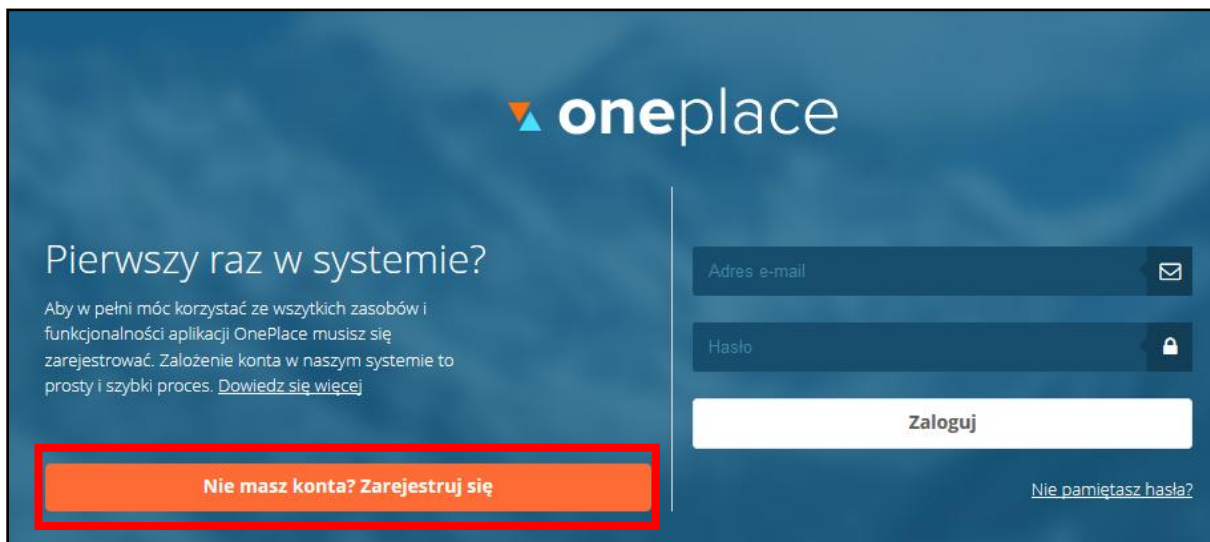 oneplace
Pierwszy raz w systemie?
Aby w pełni móc korzystać ze wszytkich zasobów i
funkcjonalności aplikacji OnePlace musisz się
zarejestrować. Założenie konta w naszym systemie to
prosty i szybki proces. Dowiedz się więcej
Nie masz konta? Zarejestruj się
Adres e-mail
Hasło
Zaloguj
Nie pamiętasz hasła?